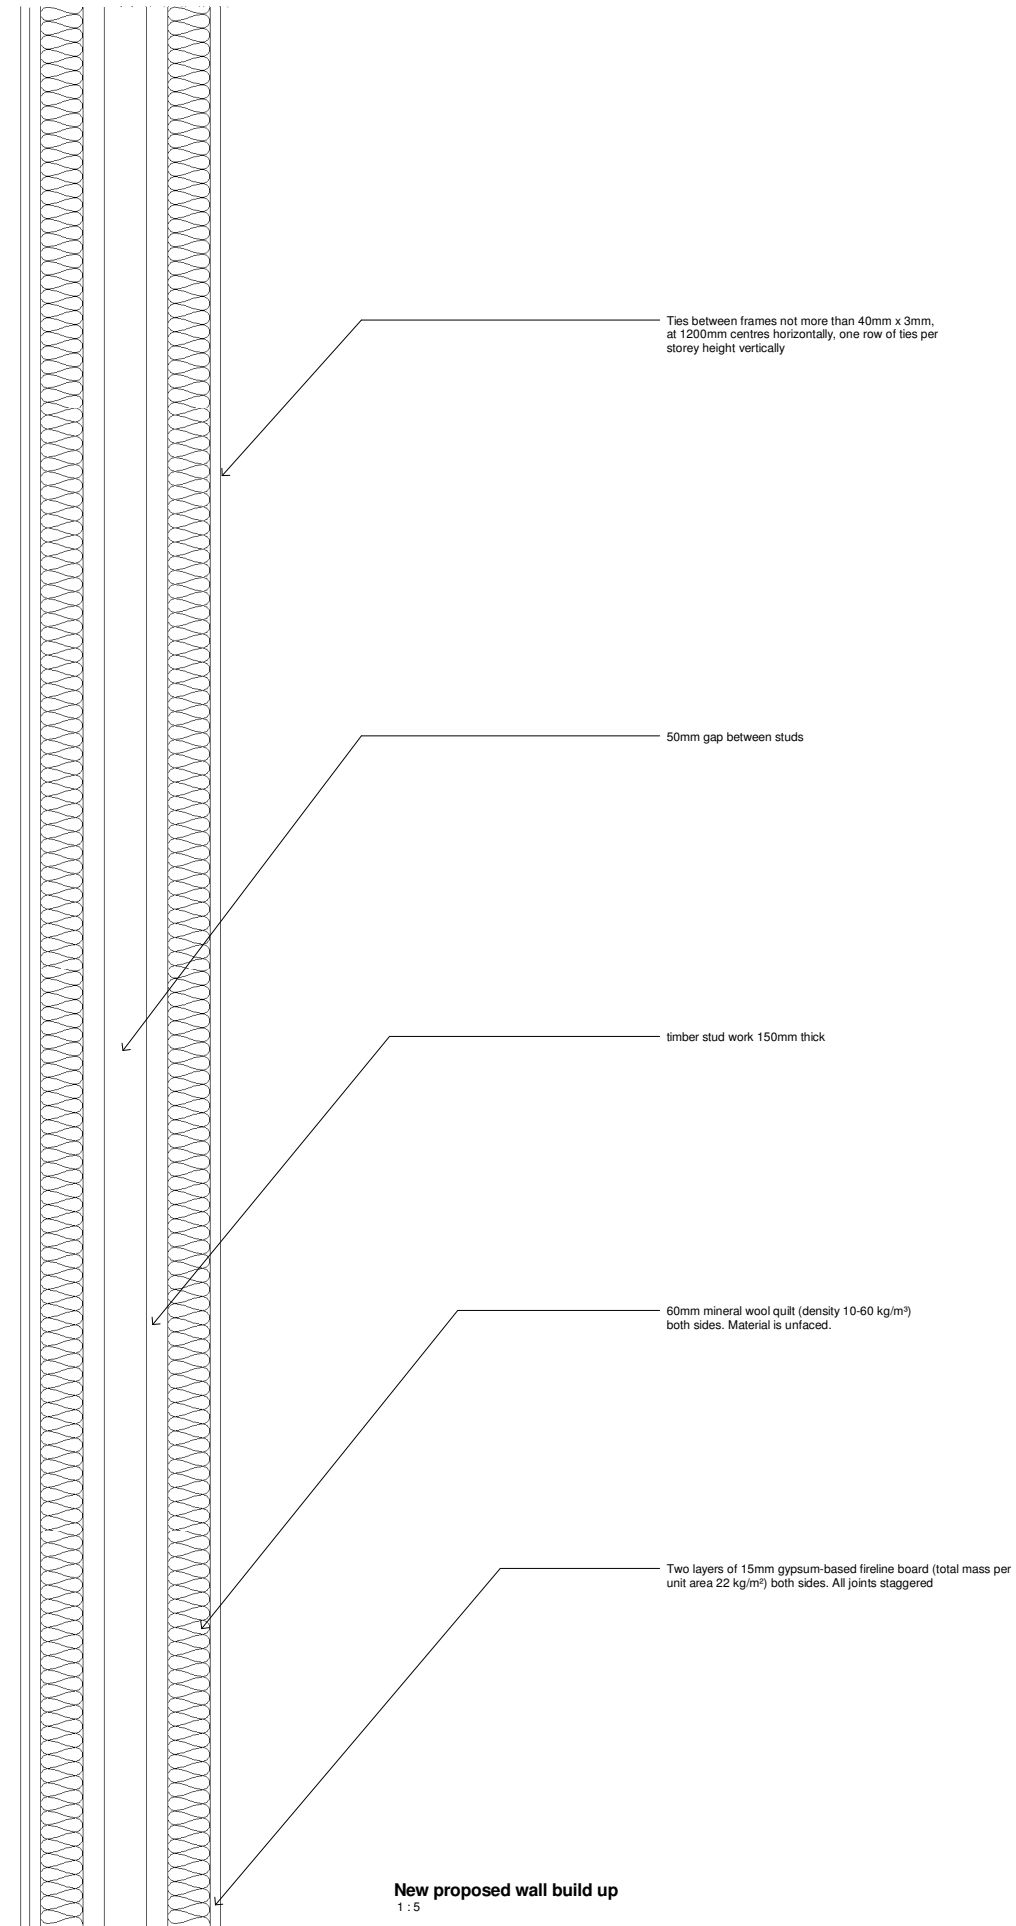 Ties between frames not more than 40mm x 3mm,
at 1200mm centres horizontally, one row of ties per
storey height vertically
50mm gap between studs
timber stud work 150mm thick
60mm mineral wool quilt (density 10-60 kg/m³)
both sides. Material is unfaced.
Two layers of 15mm gypsum-based fireline board (total mass per
unit area 22 kg/m²) both sides. All joints staggered
New proposed wall build up
1 : 5